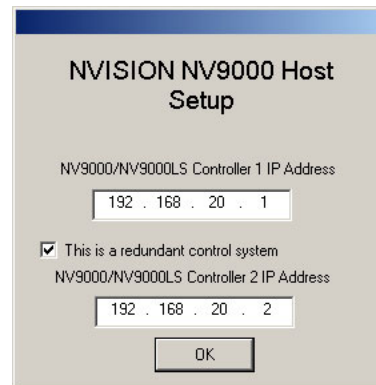 NVISION NV9000 Host
Setup
NV9000/NV9000LS Controller 1 IP Address
192 . 168 . 20 . 1
This is a redundant control system
NV9000/NV9000LS Controller 2 IP Address
192 . 168 . 20 . 2
OK